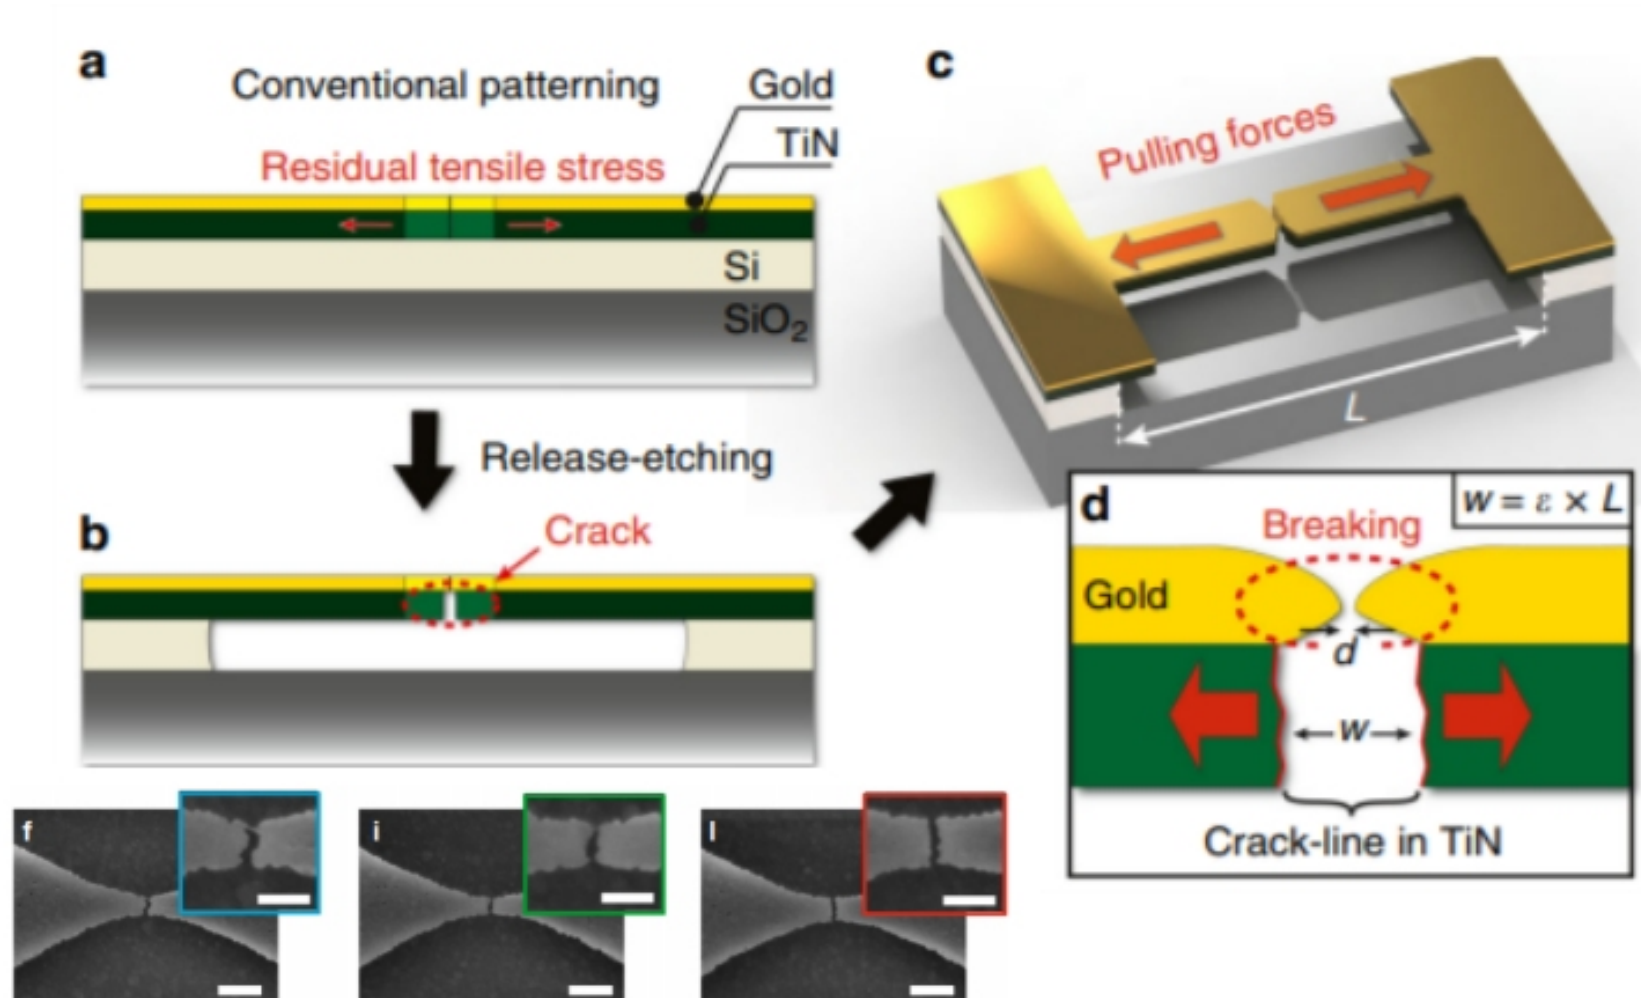 a
Conventional patterning
Gold
TiN
Residual tensile stress
Si
SiO₂
Release-etching
b
Crack
c
Pulling forces
L
d
w = ε × L
Breaking
Gold
d
w
Crack-line in TiN
f
i
l